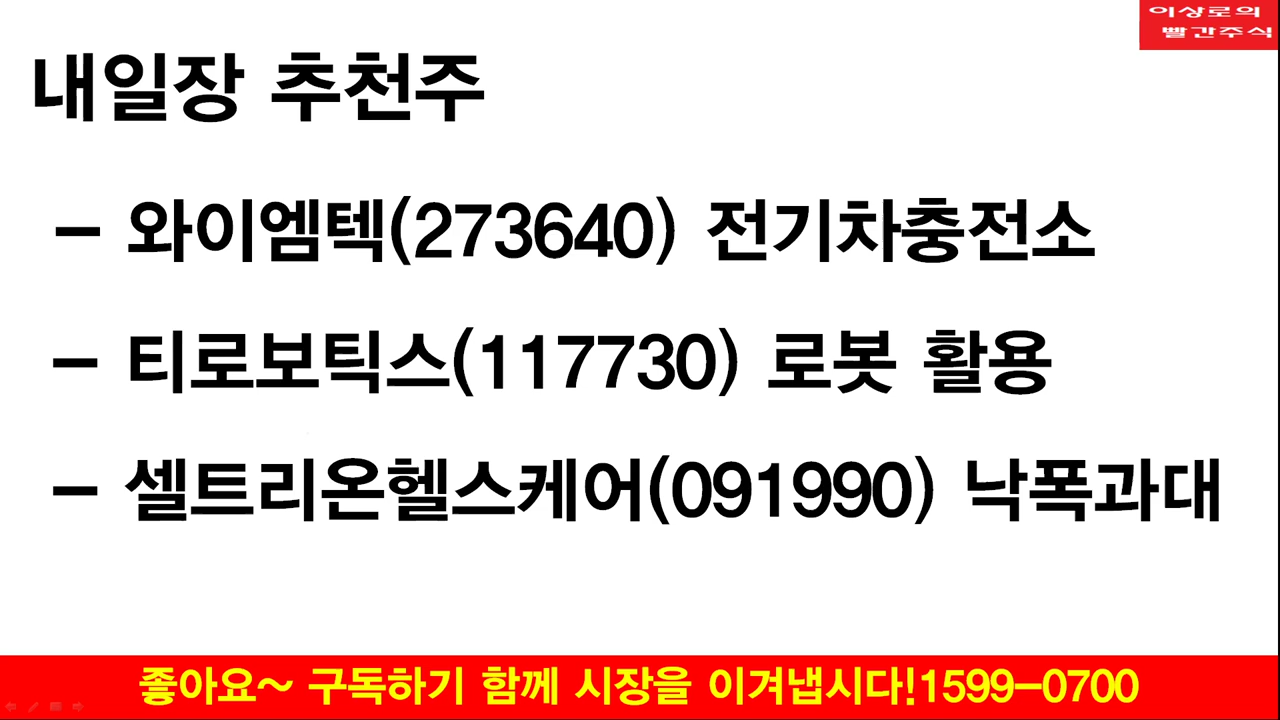 이상로의
빨간주식
내일장 추천주
- 와이엠텍(273640) 전기차충전소
- 티로보틱스(117730) 로봇 활용
- 셀트리온헬스케어(091990) 낙폭과대
좋아요~ 구독하기 함께 시장을 이겨냅시다!1599-0700